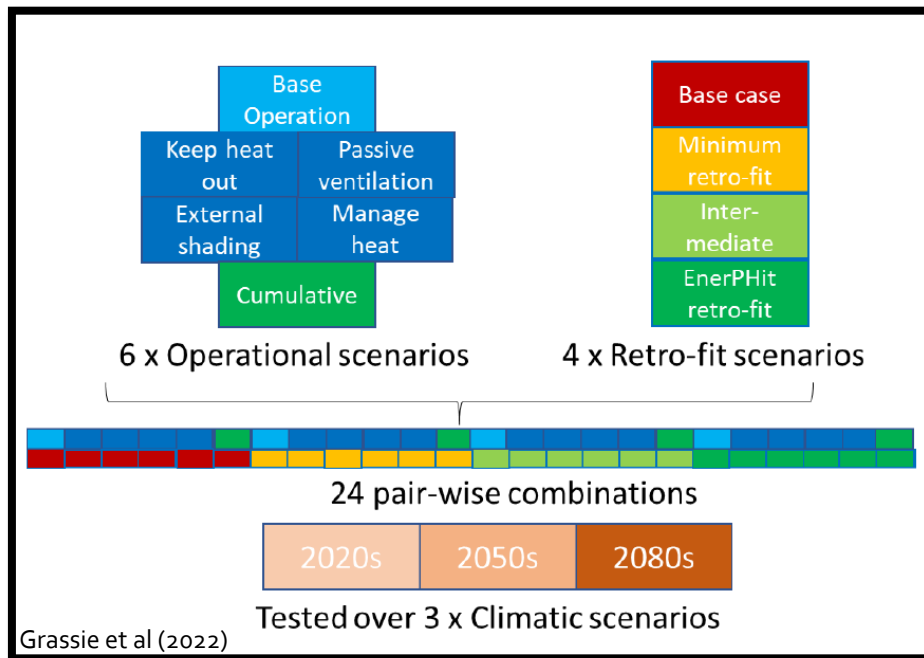 Base
Operation
Keep heat
out
Passive
ventilation
External
shading
Manage
heat
Cumulative
6 x Operational scenarios
Base case
Minimum
retro-fit
Inter-
mediate
EnerPHit
retro-fit
4 x Retro-fit scenarios
24 pair-wise combinations
2020s
2050s
2080s
Tested over 3 x Climatic scenarios
Grassie et al (2022)